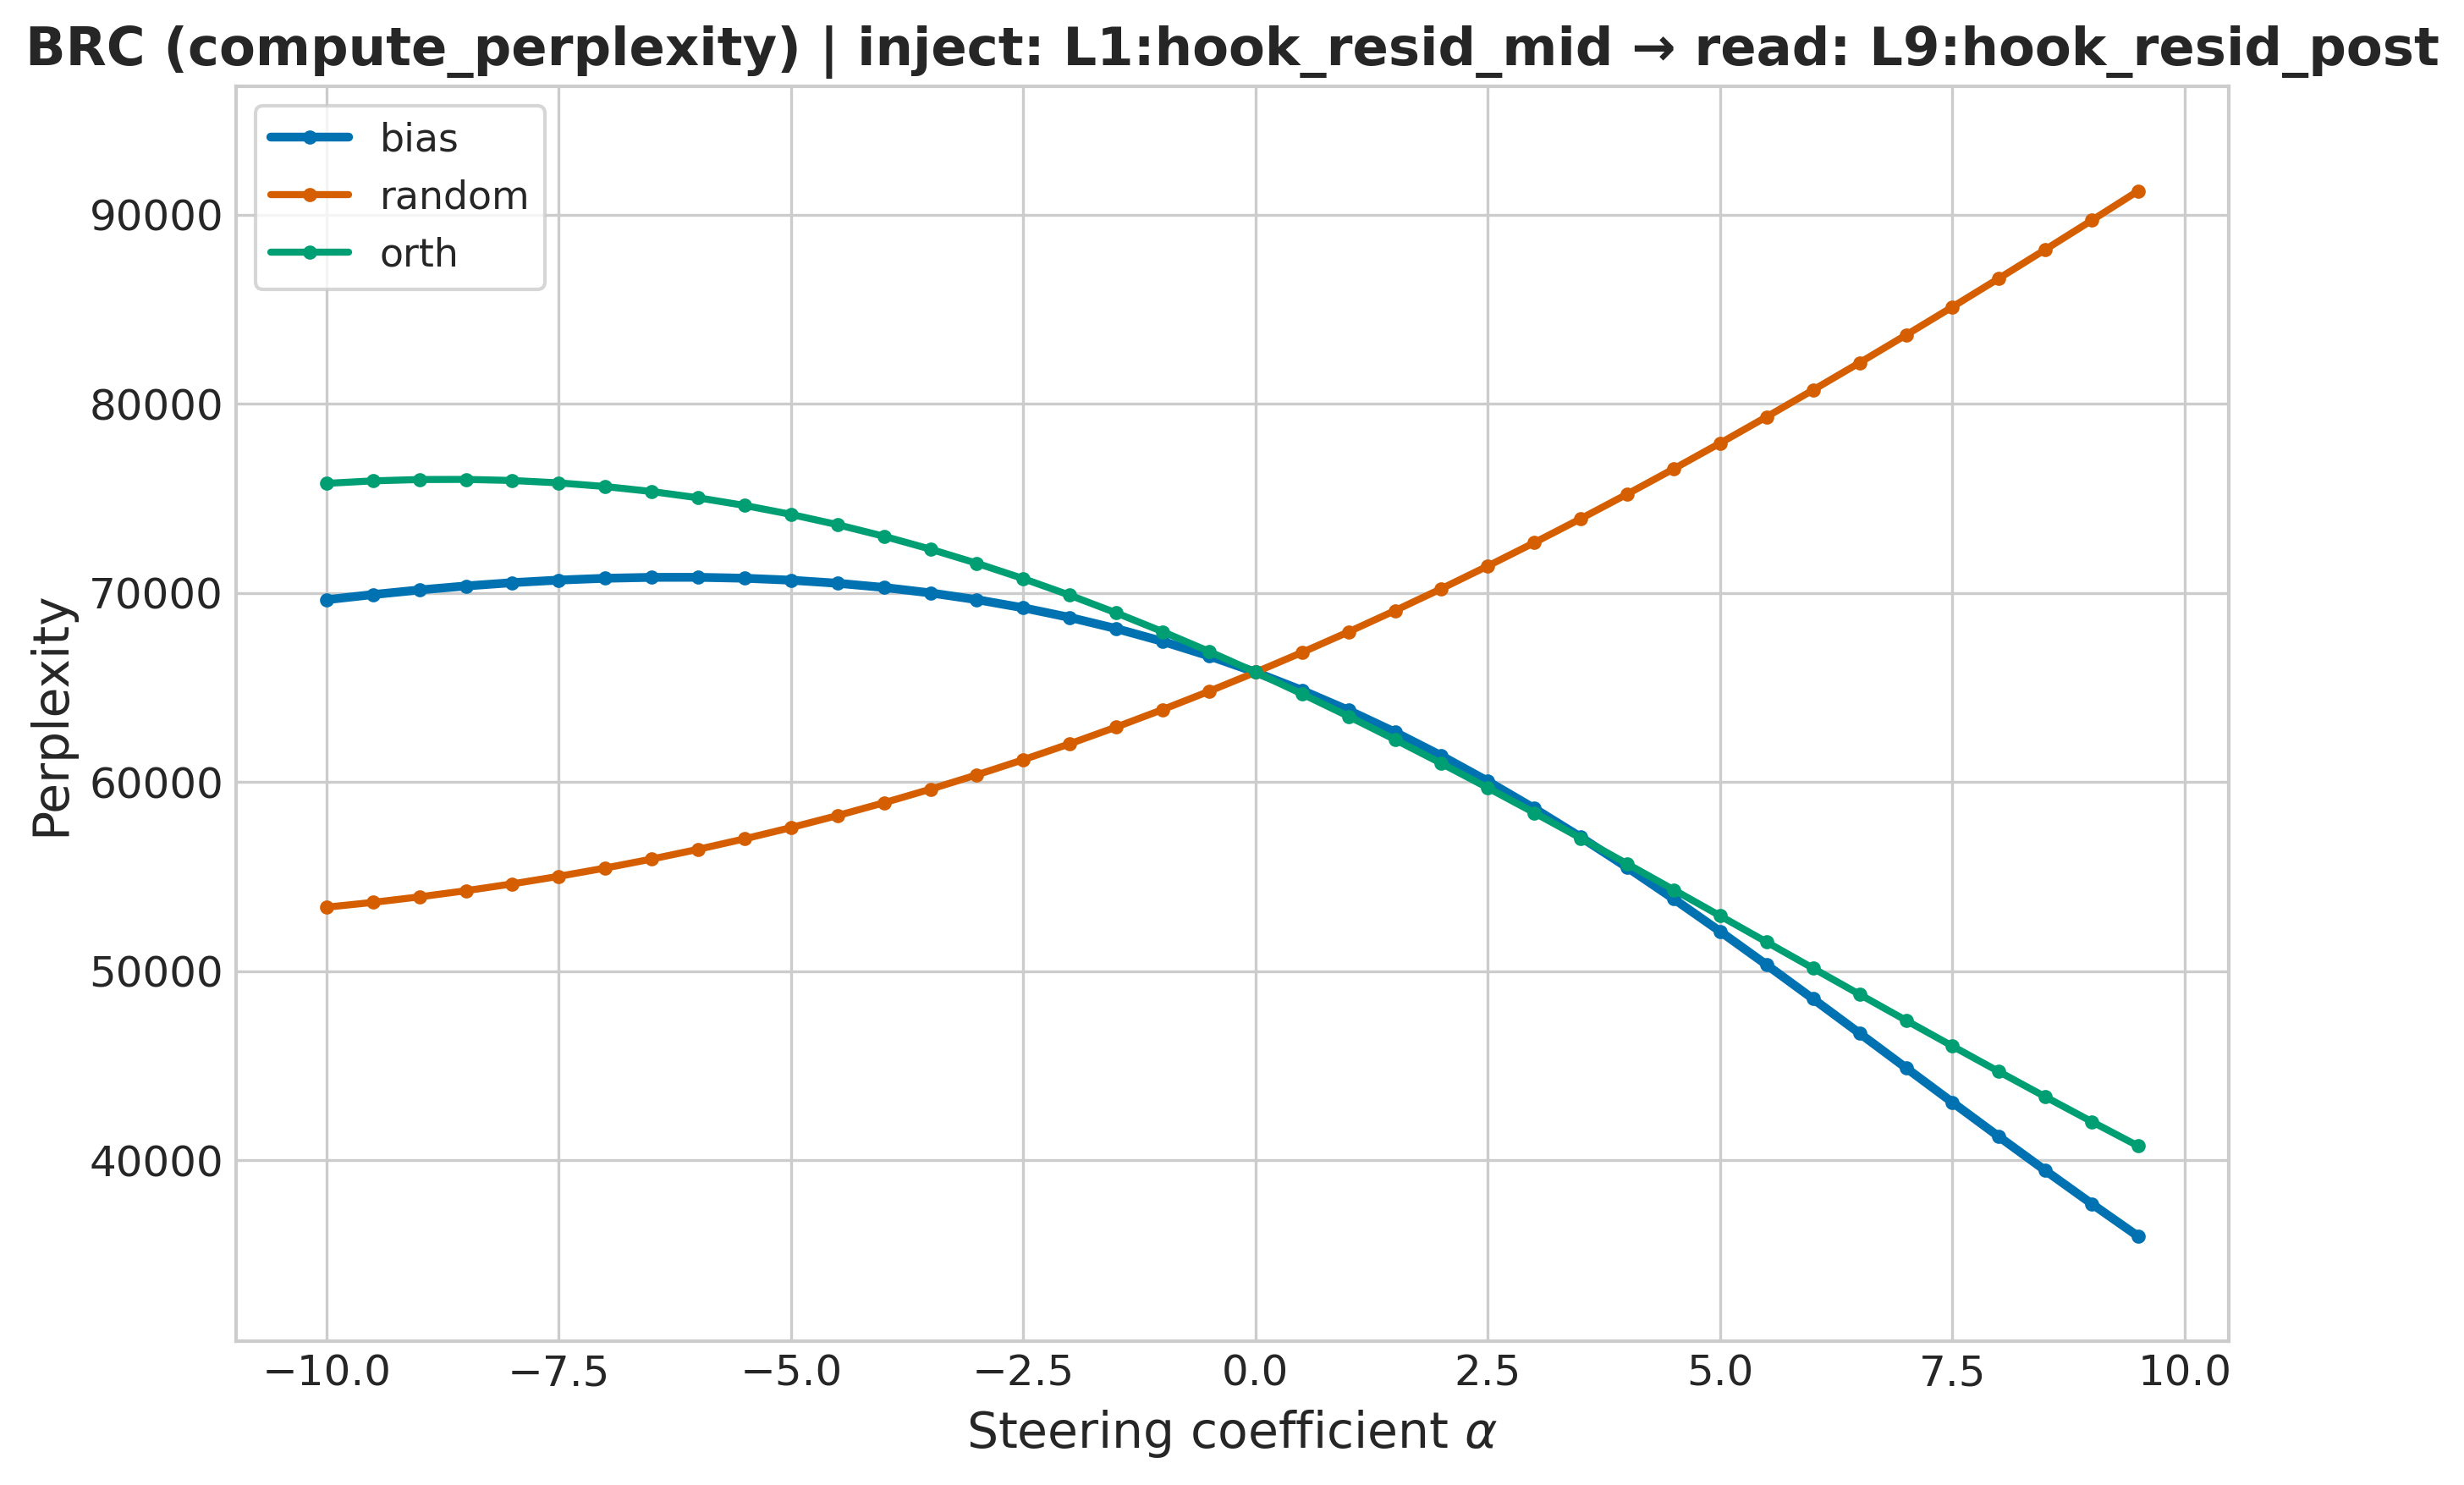 BRC (compute_perplexity) | inject: L1:hook_resid_mid → read: L9:hook_resid_post
bias
random
orth
Perplexity
90000
80000
70000
60000
50000
40000
−10.0 −7.5 −5.0 −2.5 0.0 2.5 5.0 7.5 10.0
Steering coefficient α